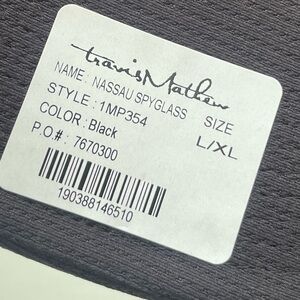 travisMathew
NAME: NASSAU SPYGLASS
STYLE: 1MP354
SIZE
COLOR: Black
L/XL
P.O.#: 7670300
190388146510